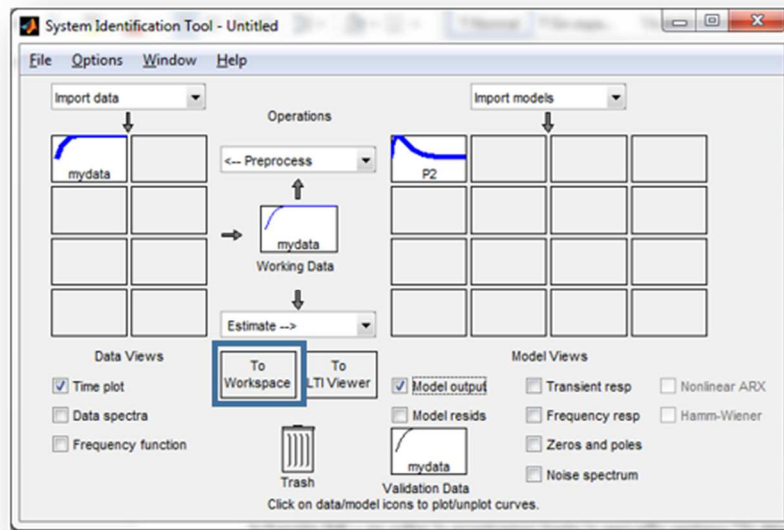 System Identification Tool - Untitled
File Options Window Help
Import data
Import models
Operations
mydata
<-- Preprocess
P2
mydata
Working Data
Estimate -->
Data Views
To Workspace
To LTI Viewer
Model Views
Time plot
Data spectra
Frequency function
Model output
Model resids
Transient resp
Frequency resp
Zeros and poles
Noise spectrum
Nonlinear ARX
Hamm-Wiener
Trash
mydata
Validation Data
Click on data/model icons to plot/unplot curves.